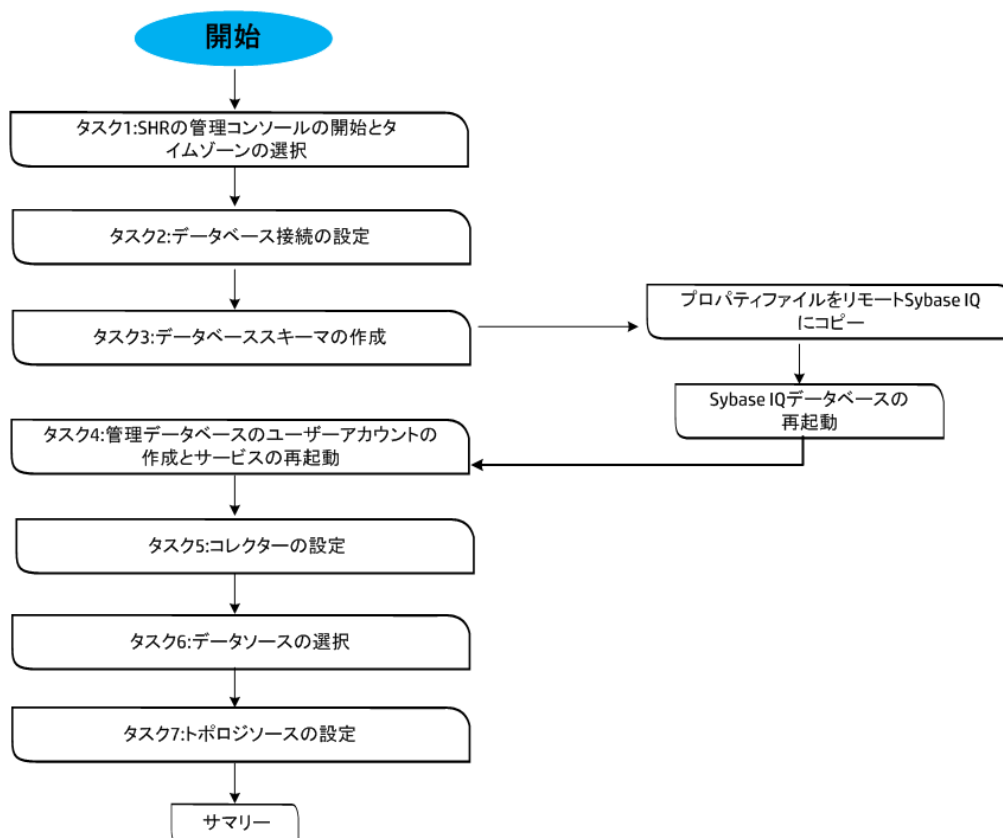 開始
タスク1:SHRの管理コンソールの開始とタ
イムゾーンの選択
タスク2:データベース接続の設定
タスク3:データベーススキーマの作成
プロパティファイルをリモートSybase IQ
にコピー
Sybase IQデータベースの
再起動
タスク4:管理データベースのユーザーアカウントの
作成とサービスの再起動
タスク5:コレクターの設定
タスク6:データソースの選択
タスク7:トポロジソースの設定
サマリー